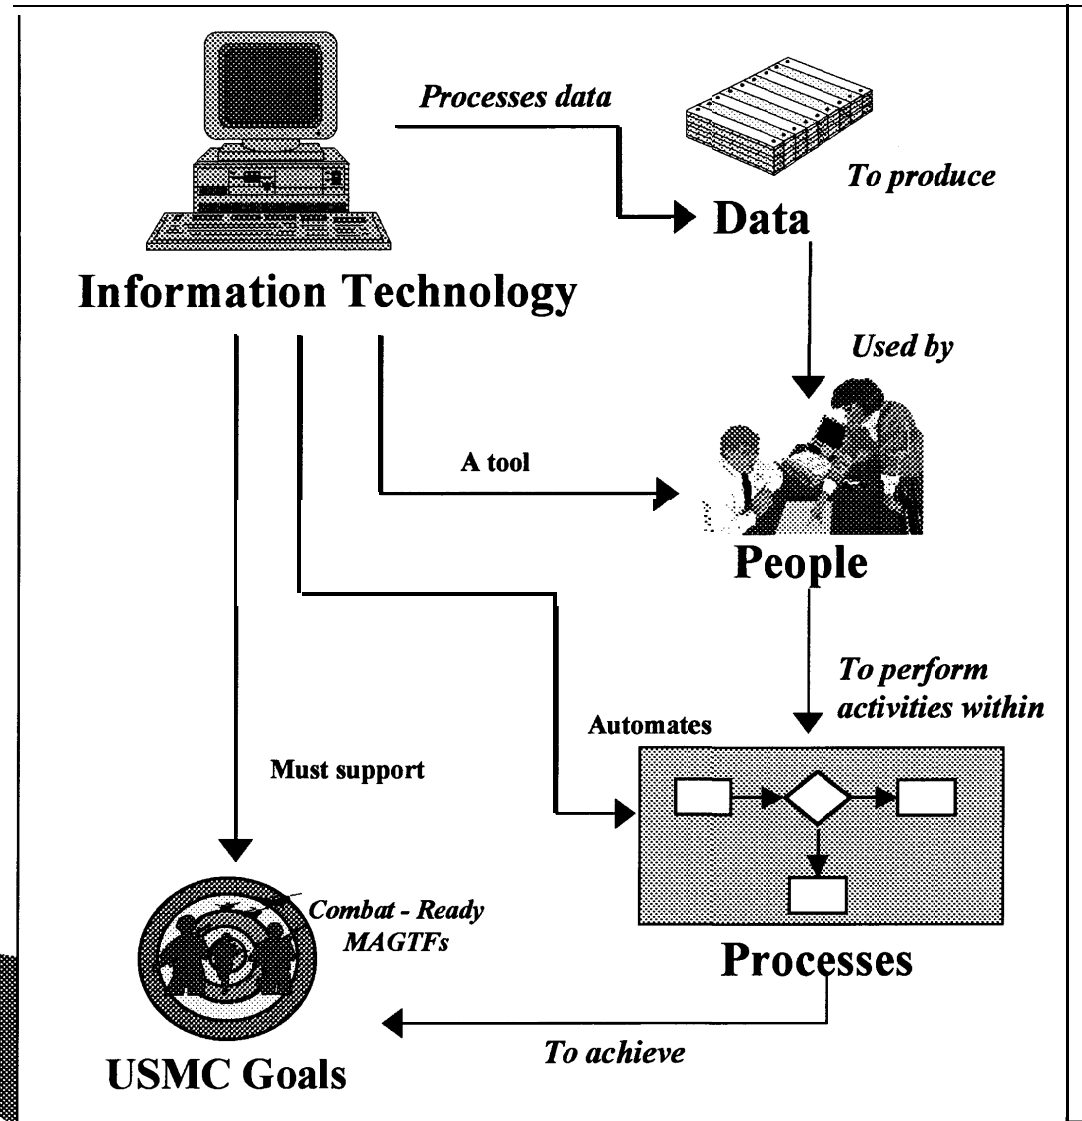 Processes data
To produce
Data
Information Technology
Used by
A tool
People
To perform
activities within
Automates
Must support
Combat - Ready
MAGTFs
Processes
To achieve
USMC Goals